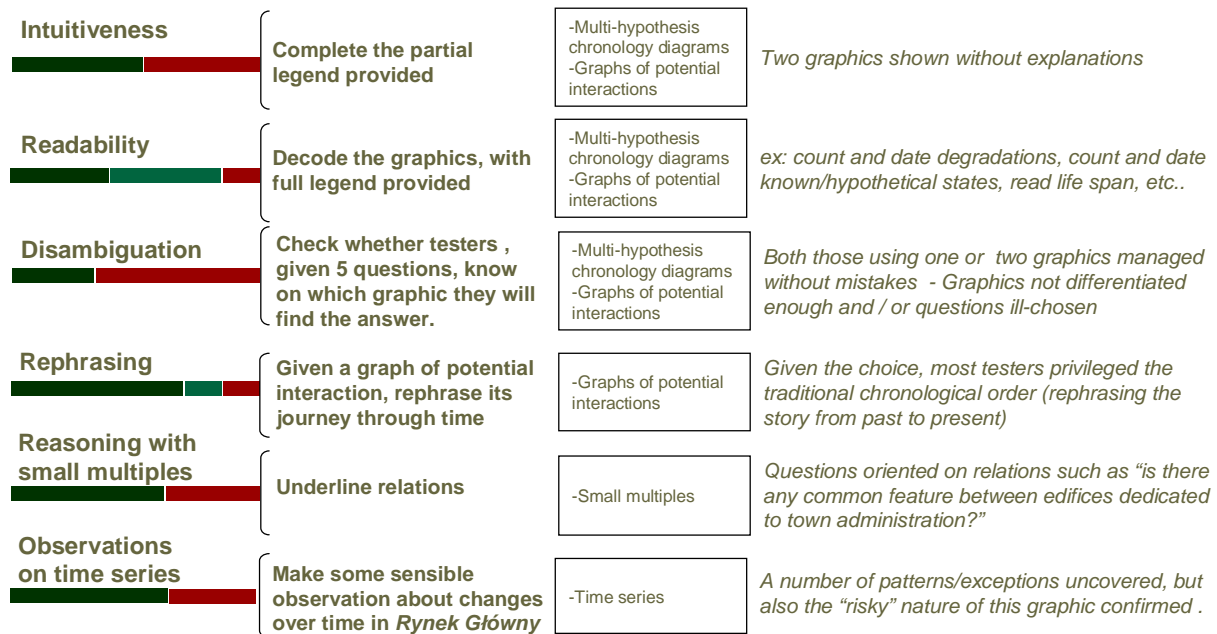 Intuitiveness
Complete the partial
legend provided
-Multi-hypothesis
chronology diagrams
-Graphs of potential
interactions
Two graphics shown without explanations
Readability
Decode the graphics, with
full legend provided
-Multi-hypothesis
chronology diagrams
-Graphs of potential
interactions
ex: count and date degradations, count and date
known/hypothetical states, read life span, etc..
Disambiguation
Check whether testers ,
given 5 questions, know
on which graphic they will
find the answer.
-Multi-hypothesis
chronology diagrams
-Graphs of potential
interactions
Both those using one or two graphics managed
without mistakes - Graphics not differentiated
enough and / or questions ill-chosen
Rephrasing
Given a graph of potential
interaction, rephrase its
journey through time
-Graphs of potential
interactions
Given the choice, most testers privileged the
traditional chronological order (rephrasing the
story from past to present)
Reasoning with
small multiples
Underline relations
-Small multiples
Questions oriented on relations such as “is there
any common feature between edifices dedicated
to town administration?”
Observations
on time series
Make some sensible
observation about changes
over time in Rynek Główny
-Time series
A number of patterns/exceptions uncovered, but
also the “risky” nature of this graphic confirmed .